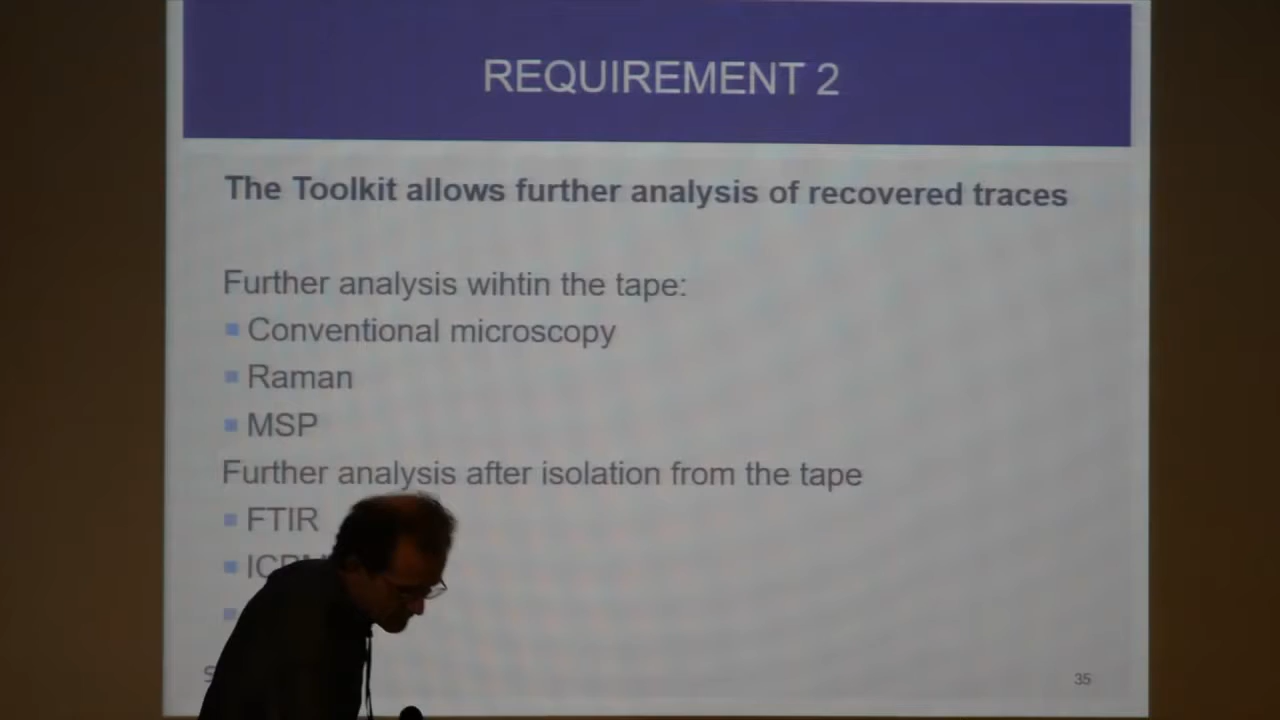 REQUIREMENT 2
The Toolkit allows further analysis of recovered traces
Further analysis wihtin the tape:
Conventional microscopy
Raman
MSP
Further analysis after isolation from the tape
FTIR
35